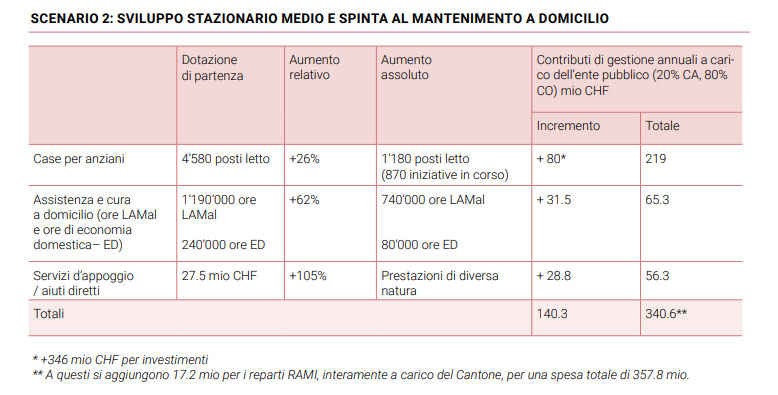 SCENARIO 2: SVILUPPO STAZIONARIO MEDIO E SPINTA AL MANTENIMENTO A DOMICILIO
Dotazione
di partenza
Aumento
relativo
Aumento
assoluto
Contributi di gestione annuali a cari-
co dell'ente pubblico (20% CA, 80%
CO) mio CHF
Incremento
Totale
Case per anziani
4'580 posti letto
+26%
1'180 posti letto
(870 iniziative in corso)
+ 80*
219
Assistenza e cura
a domicilio (ore LAMal
e ore di economia
domestica– ED)
1'190'000 ore
LAMal
240'000 ore ED
+62%
740'000 ore LAMal
80'000 ore ED
+ 31.5
65.3
Servizi d'appoggio
/ aiuti diretti
27.5 mio CHF
+105%
Prestazioni di diversa
natura
+ 28.8
56.3
Totali
140.3
340.6**
* +346 mio CHF per investimenti
** A questi si aggiungono 17.2 mio per i reparti RAMI, interamente a carico del Cantone, per una spesa totale di 357.8 mio.